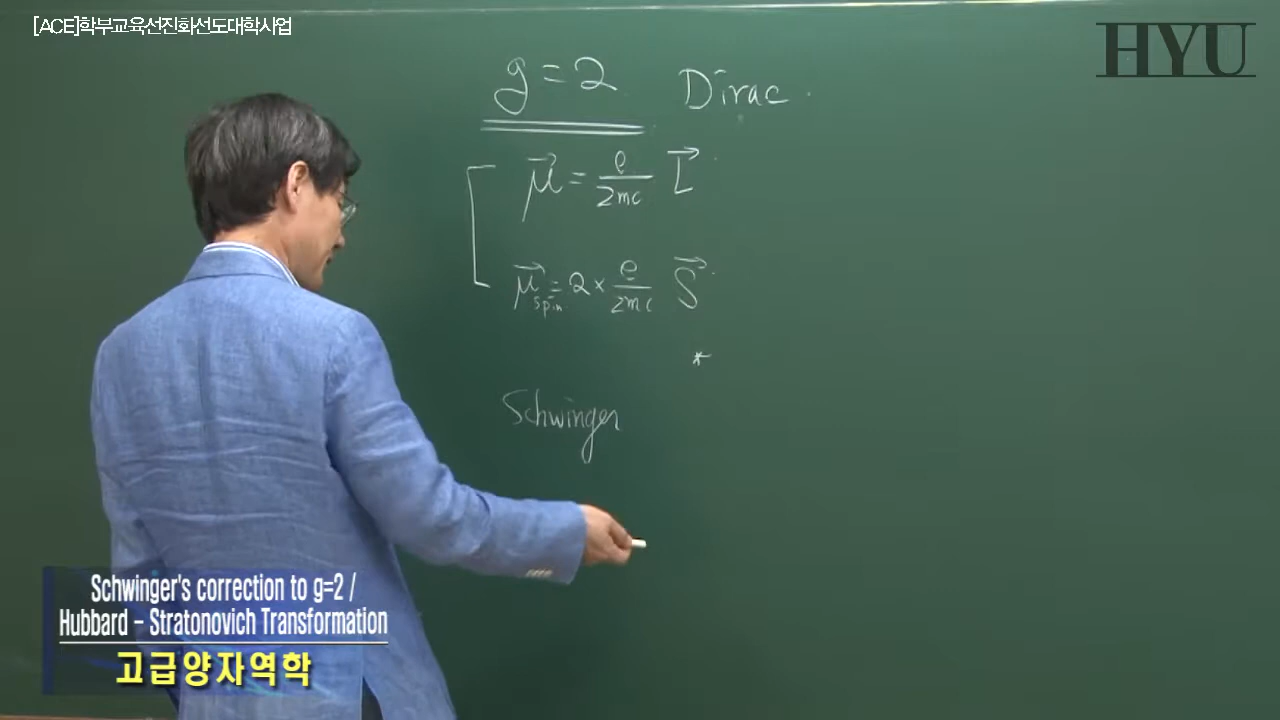 [ACE]학부교육선진화선도대학사업
HYU
g = 2 Dirac
μ⃗ = e/2mc L⃗
μ⃗spin = 2 × e/2mc S⃗
*
Schwinger
Schwinger's correction to g=2 /
Hubbard - Stratonovich Transformation
고급양자역학